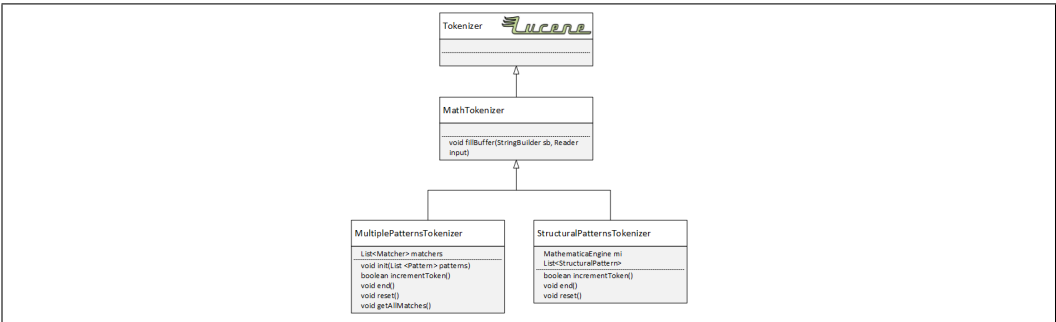 Tokenizer
Lucene
MathTokenizer
void fillBuffer(StringBuilder sb, Reader
input)
MultiplePatternsTokenizer
List<Matcher> matchers
void init(List <Pattern> patterns)
boolean incrementToken()
void end()
void reset()
void getAllMatches()
StructuralPatternsTokenizer
MathematicaEngine mi
List<StructuralPattern>
boolean incrementToken()
void end()
void reset()